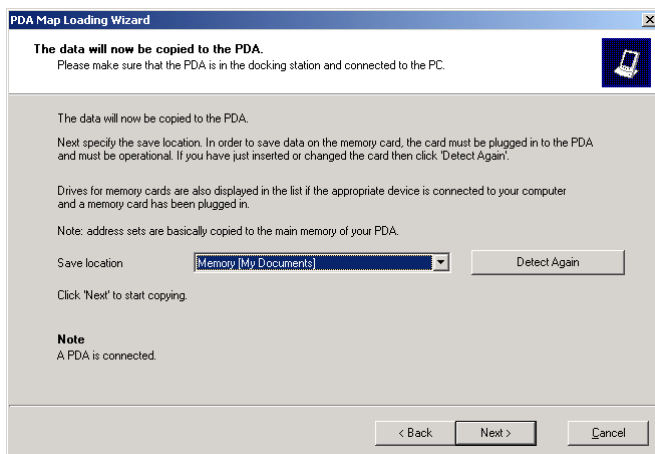 PDA Map Loading Wizard
The data will now be copied to the PDA.
Please make sure that the PDA is in the docking station and connected to the PC.
The data will now be copied to the PDA.
Next specify the save location. In order to save data on the memory card, the card must be plugged in to the PDA
and must be operational. If you have just inserted or changed the card then click 'Detect Again'.
Drives for memory cards are also displayed in the list if the appropriate device is connected to your computer
and a memory card has been plugged in.
Note: address sets are basically copied to the main memory of your PDA.
Save location Memory [My Documents] Detect Again
Click 'Next' to start copying.
Note
A PDA is connected.
< Back Next > Cancel